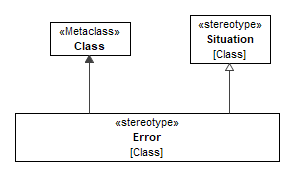 «Metaclass»
Class
«stereotype»
Situation
[Class]
«stereotype»
Error
[Class]